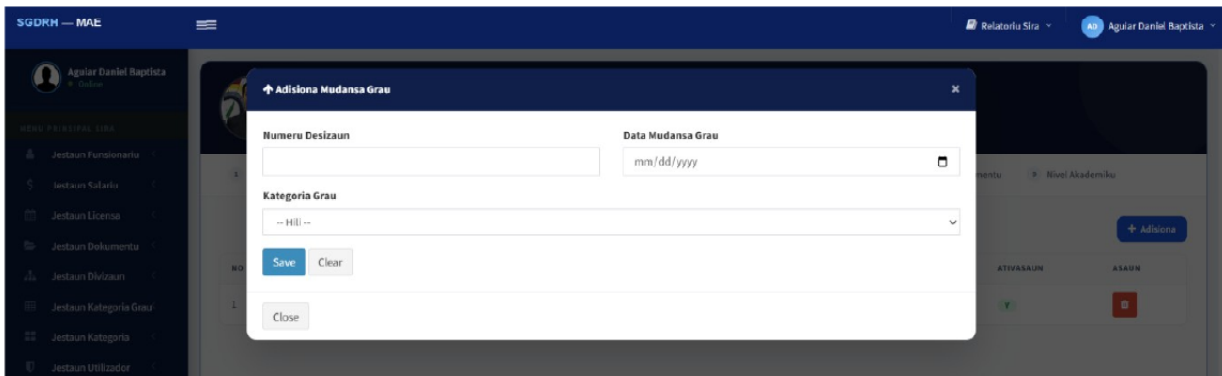 SGDRH — MAE
Relatoriu Sira
AD Aguiar Daniel Baptista
Aguiar Daniel Baptista
Online
MENU PRINSIPAL SIRA
Jestaun Funsionariu
Jestaun Salariu
Jestaun Licensa
Jestaun Dokumentu
Jestaun Divizaun
Jestaun Kategoria Grau
Jestaun Kategoria
Jestaun Utilizador
Adisiona Mudansa Grau
×
Numeru Desizaun
Data Mudansa Grau
mm/dd/yyyy
Kategoria Grau
-- Hili --
Save
Clear
Close
mentu
Nivel Akademiku
+ Adisiona
NO
ATIVASAUN
ASAUN
1
Y